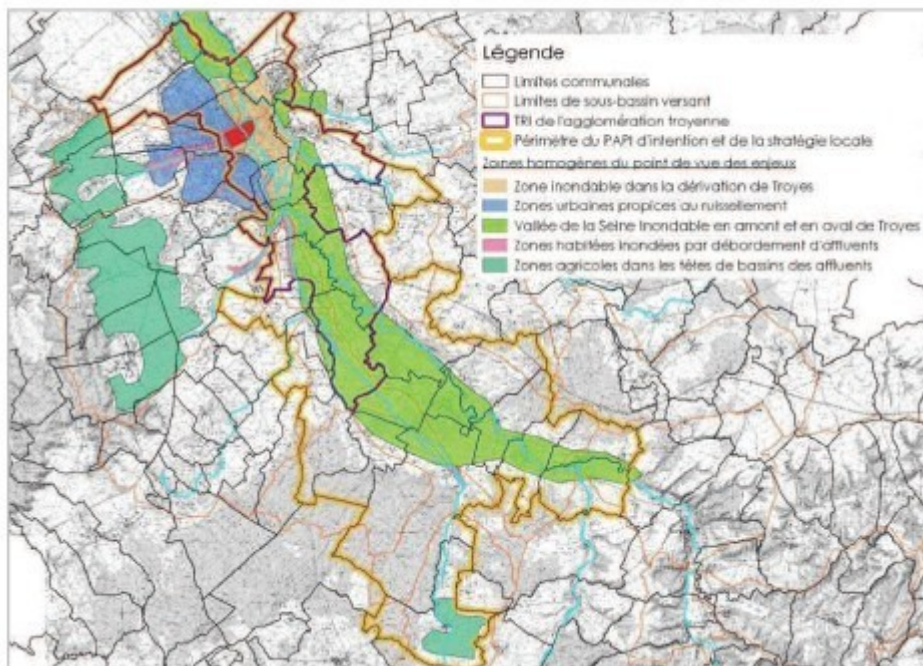 Légende
Limites communales
Limites de sous-bassin versant
TRI de l'agglomération troyenne
Périmètre du PAPI d'intention et de la stratégie locale
Zones homogènes du point de vue des enjeux
Zone inondable dans la dérivation de Troyes
Zones urbaines propices au ruissellement
Vallée de la Seine inondable en amont et en aval de Troyes
Zones habitées inondées par débordement d'affluents
Zones agricoles dans les têtes de bassins des affluents